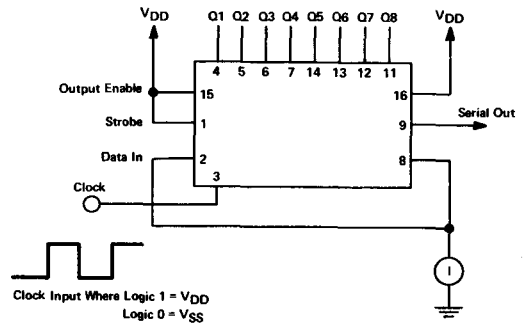 VDD Q1 Q2 Q3 Q4 Q5 Q6 Q7 Q8 VDD
4 5 6 7 14 13 12 11
Output Enable 15 16
Strobe 1 9 Serial Out
Data In 2 8
3
Clock
I
Clock Input Where Logic 1 = VDD
Logic 0 = VSS